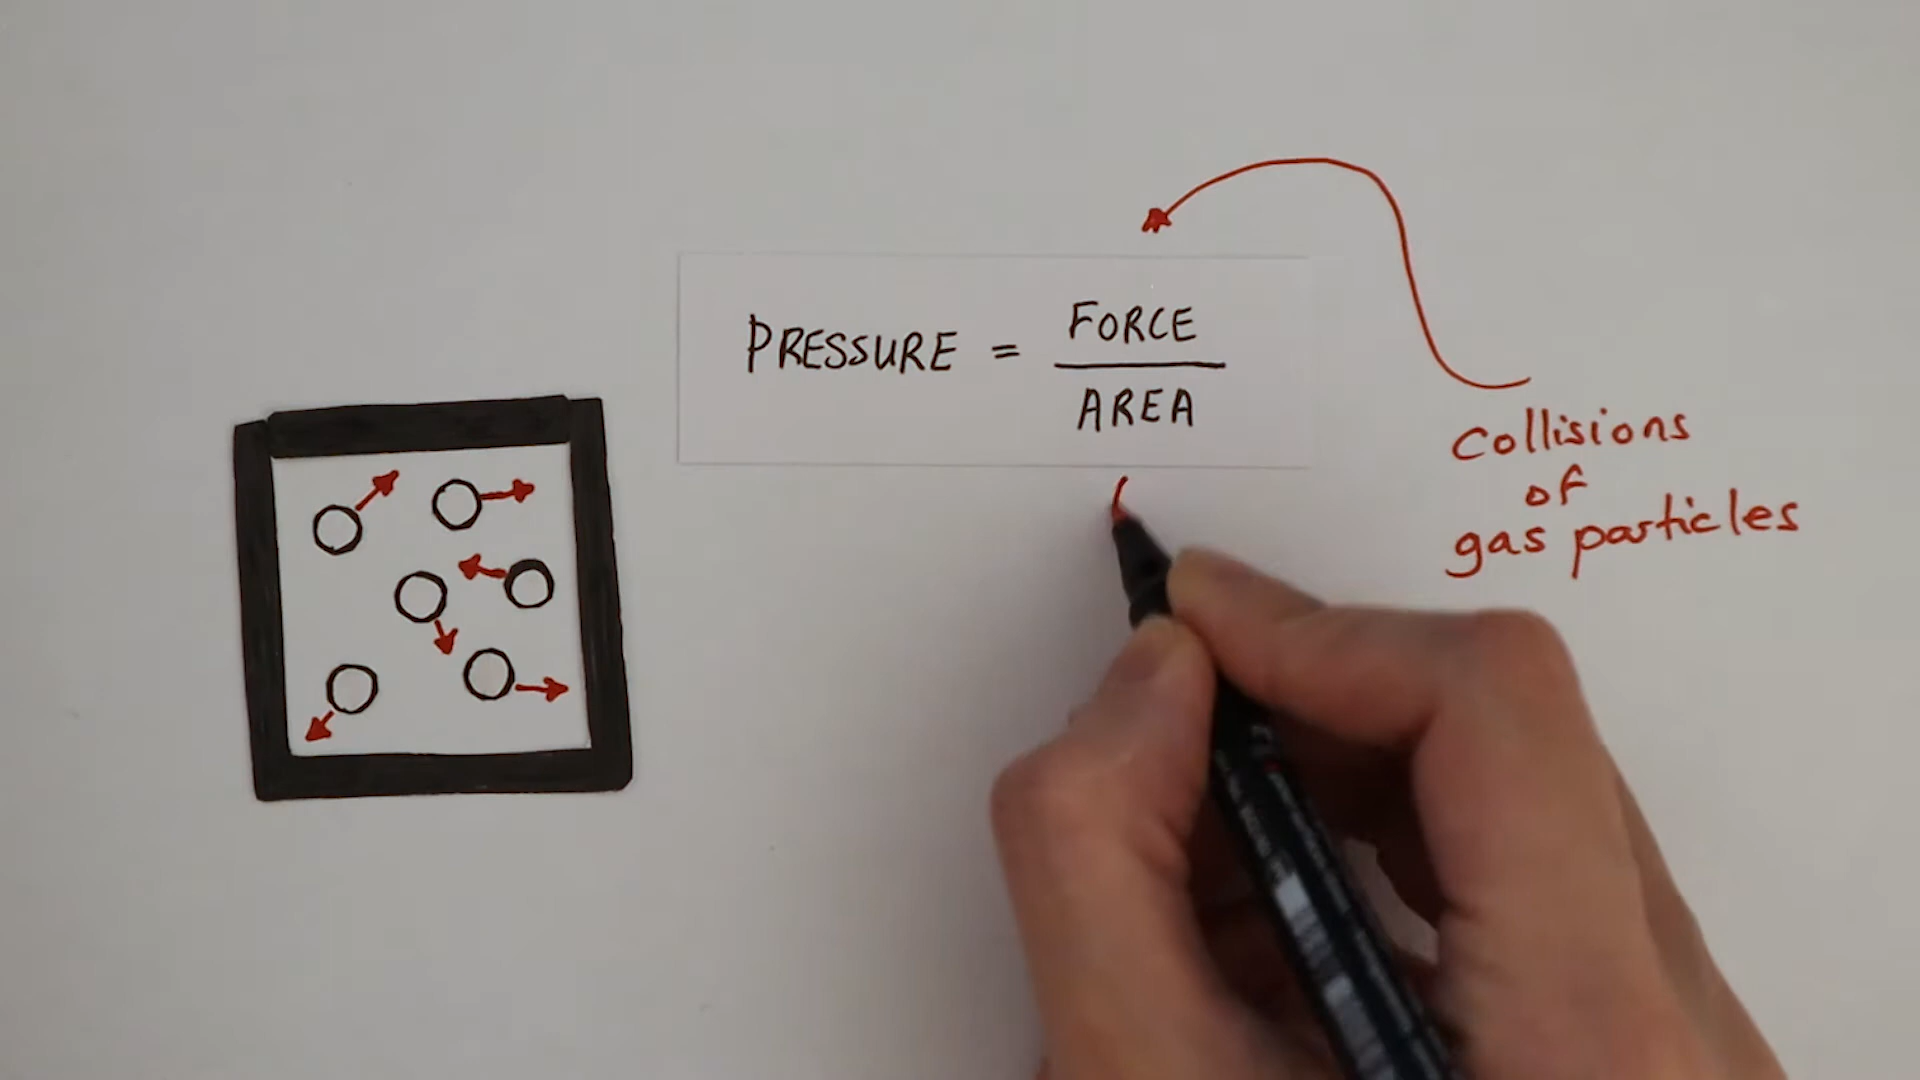 PRESSURE = FORCE
AREA
Collisions
of
gas particles